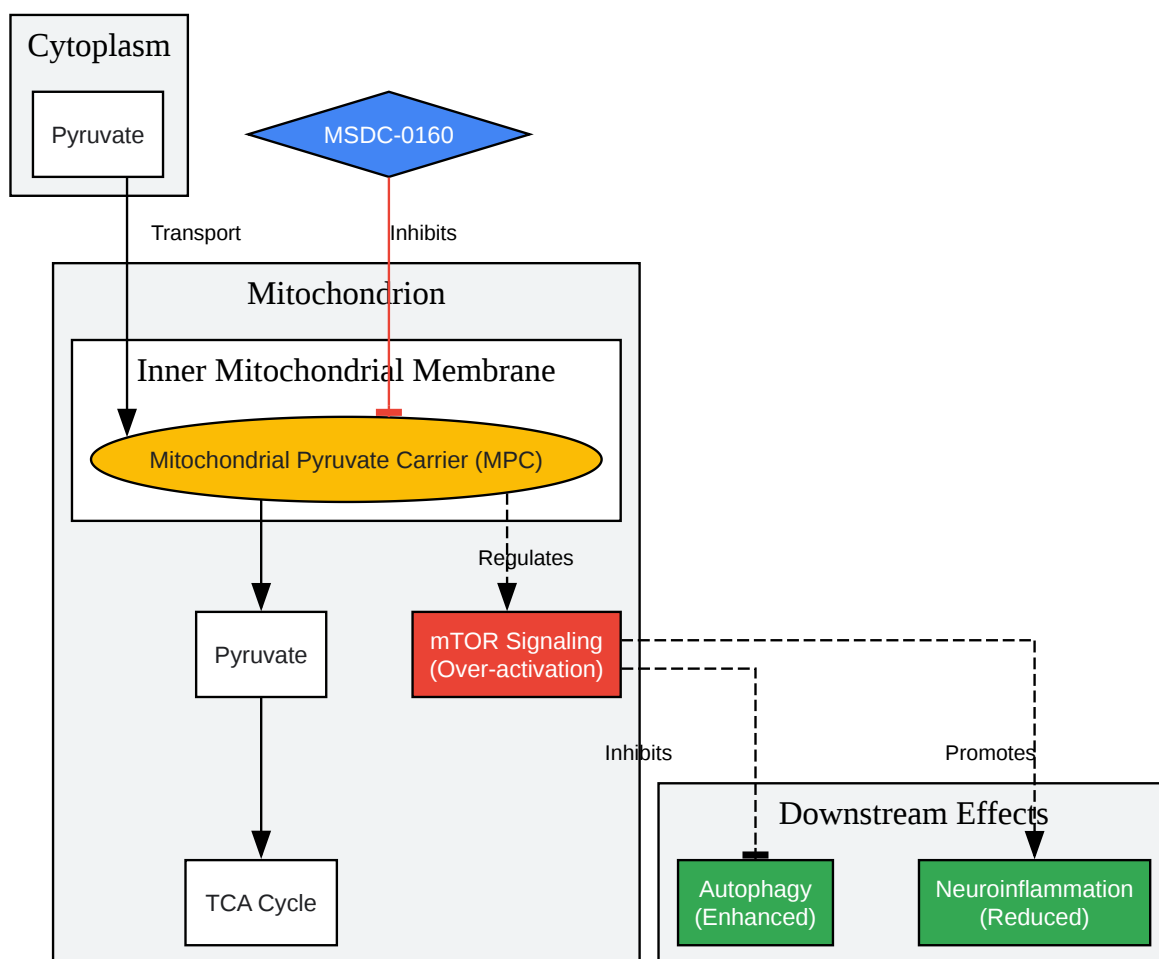 Cytoplasm
Pyruvate
MSDC-0160
Transport
Inhibits
Mitochondrion
Inner Mitochondrial Membrane
Mitochondrial Pyruvate Carrier (MPC)
Regulates
Pyruvate
mTOR Signaling
(Over-activation)
Inhibits
Promotes
Downstream Effects
TCA Cycle
Autophagy
(Enhanced)
Neuroinflammation
(Reduced)